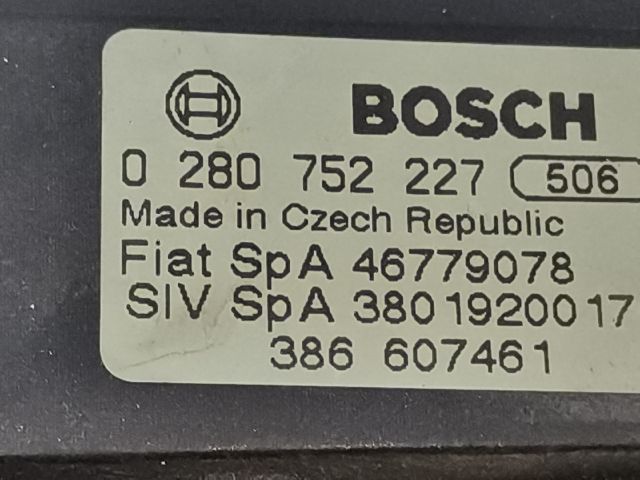 BOSCH
0 280 752 227 506
Made in Czech Republic
Fiat SpA 46779078
SIV SpA 3801920017
386 607461